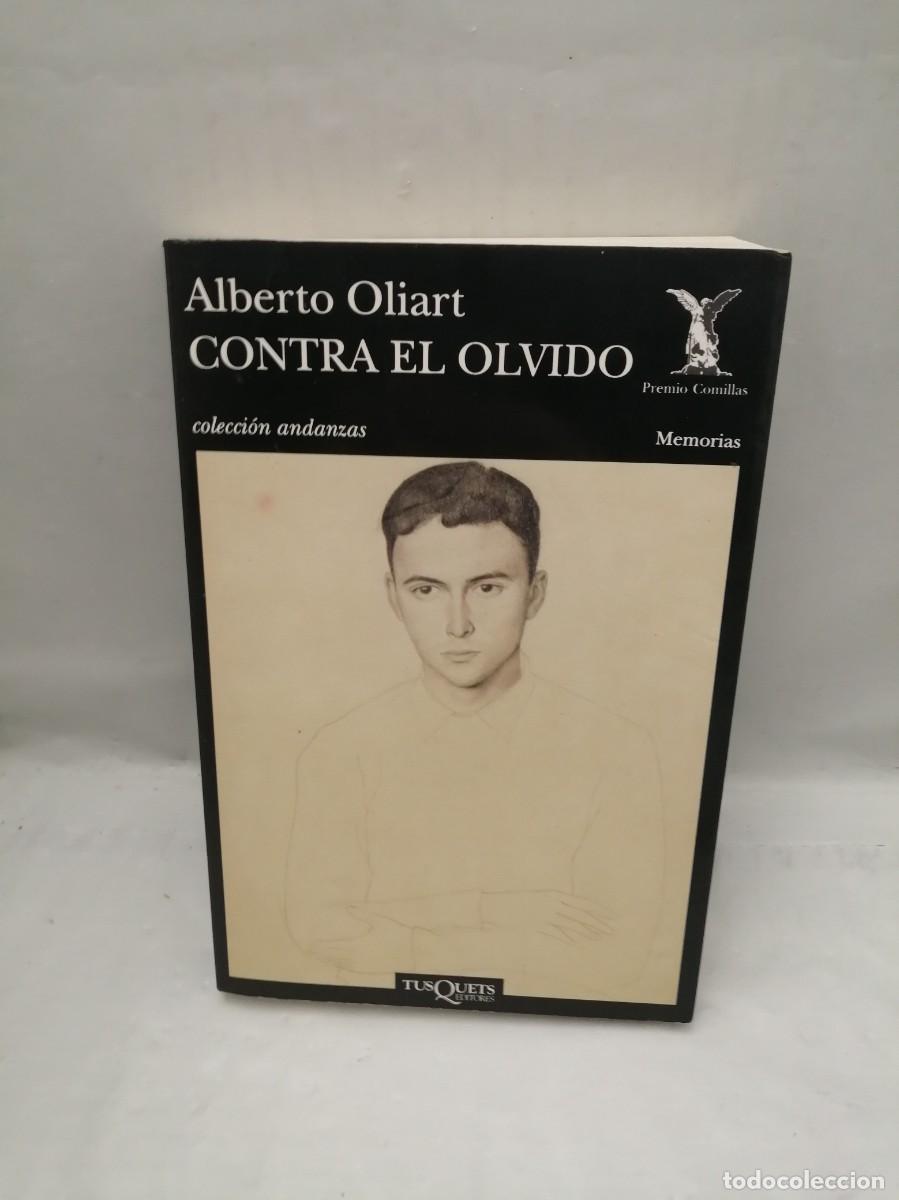 Alberto Oliart
CONTRA EL OLVIDO
Premio Comillas
colección andanzas
Memorias
TUSQUETS
EDITORES
todocoleccion